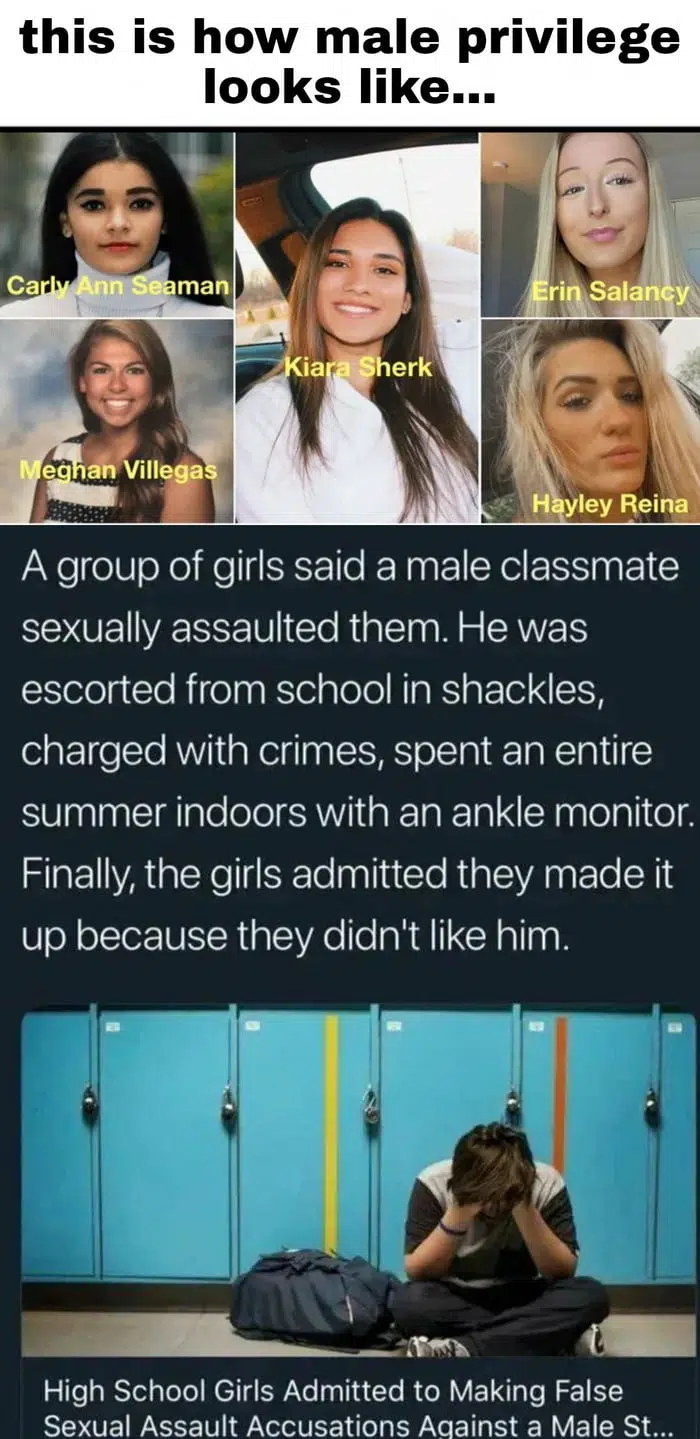 this is how male privilege
looks like...
Carly Ann Seaman
Kiara Sherk
Erin Salancy
Meghan Villegas
Hayley Reina
A group of girls said a male classmate
sexually assaulted them. He was
escorted from school in shackles,
charged with crimes, spent an entire
summer indoors with an ankle monitor.
Finally, the girls admitted they made it
up because they didn't like him.
High School Girls Admitted to Making False
Sexual Assault Accusations Against a Male St...